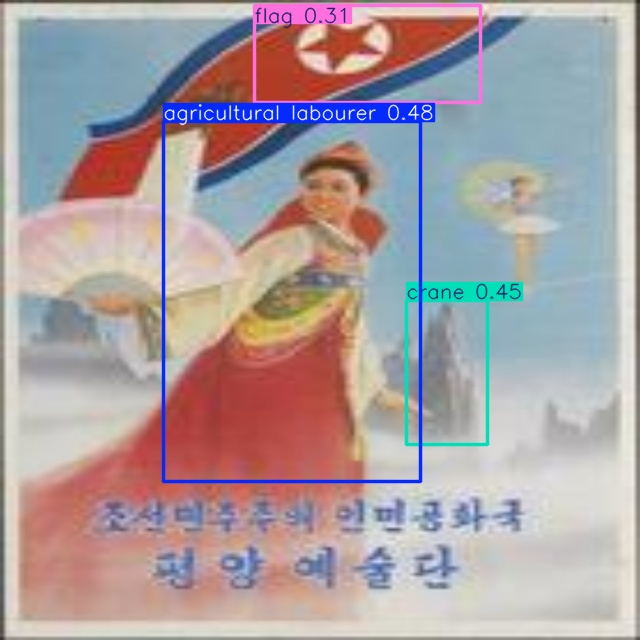 flag 0.31
agricultural labourer 0.48
crane 0.45
조선민주주의 인민공화국
평양 예술단